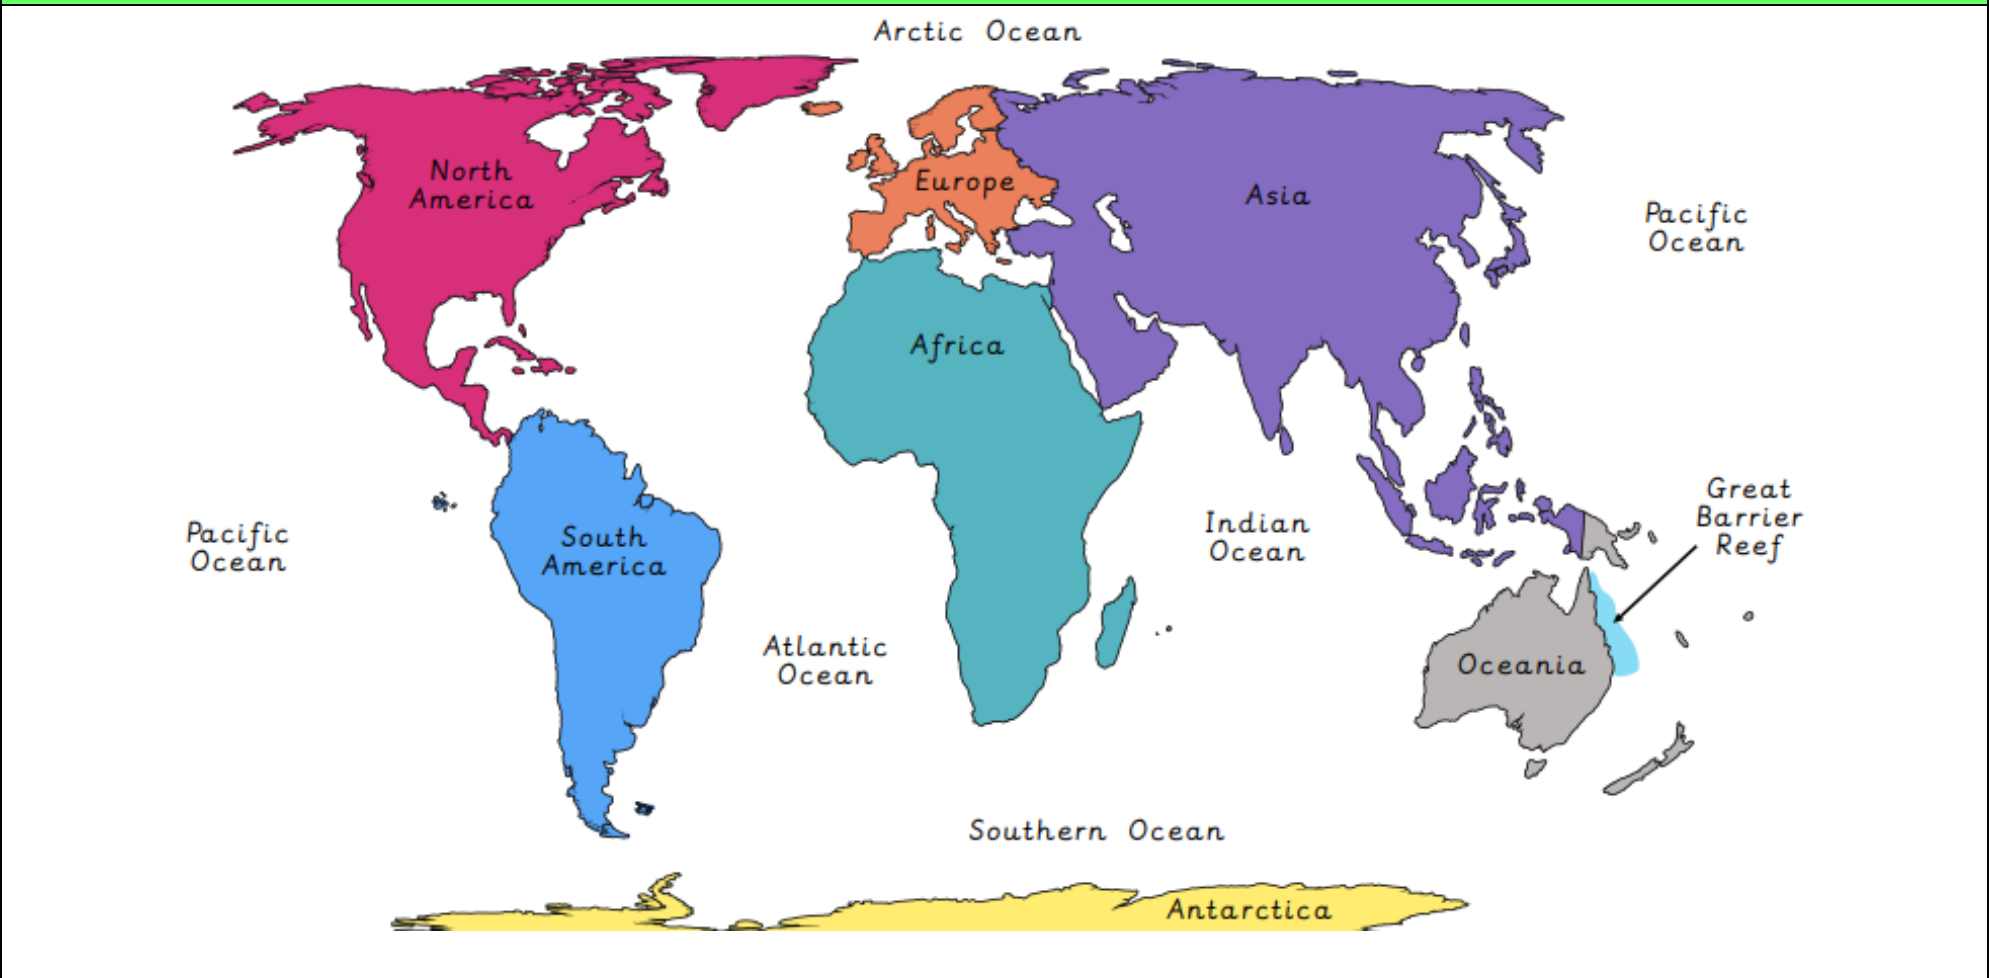 Arctic Ocean
North
America
Europe
Asia
Pacific
Ocean
Africa
Great
Barrier
Reef
Pacific
Ocean
South
America
Indian
Ocean
Atlantic
Ocean
Oceania
Southern Ocean
Antarctica